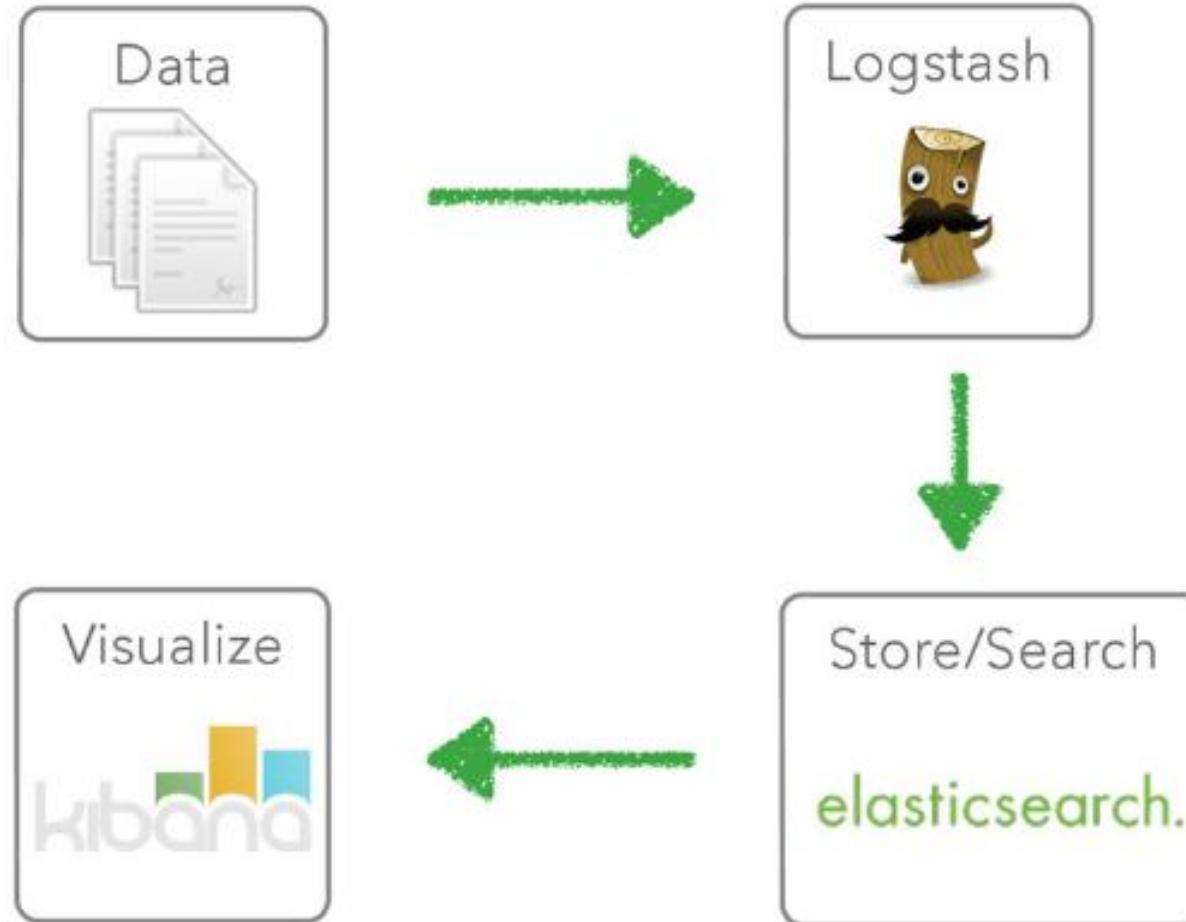 Data
Logstash
Visualize
kibana
Store/Search
elasticsearch.